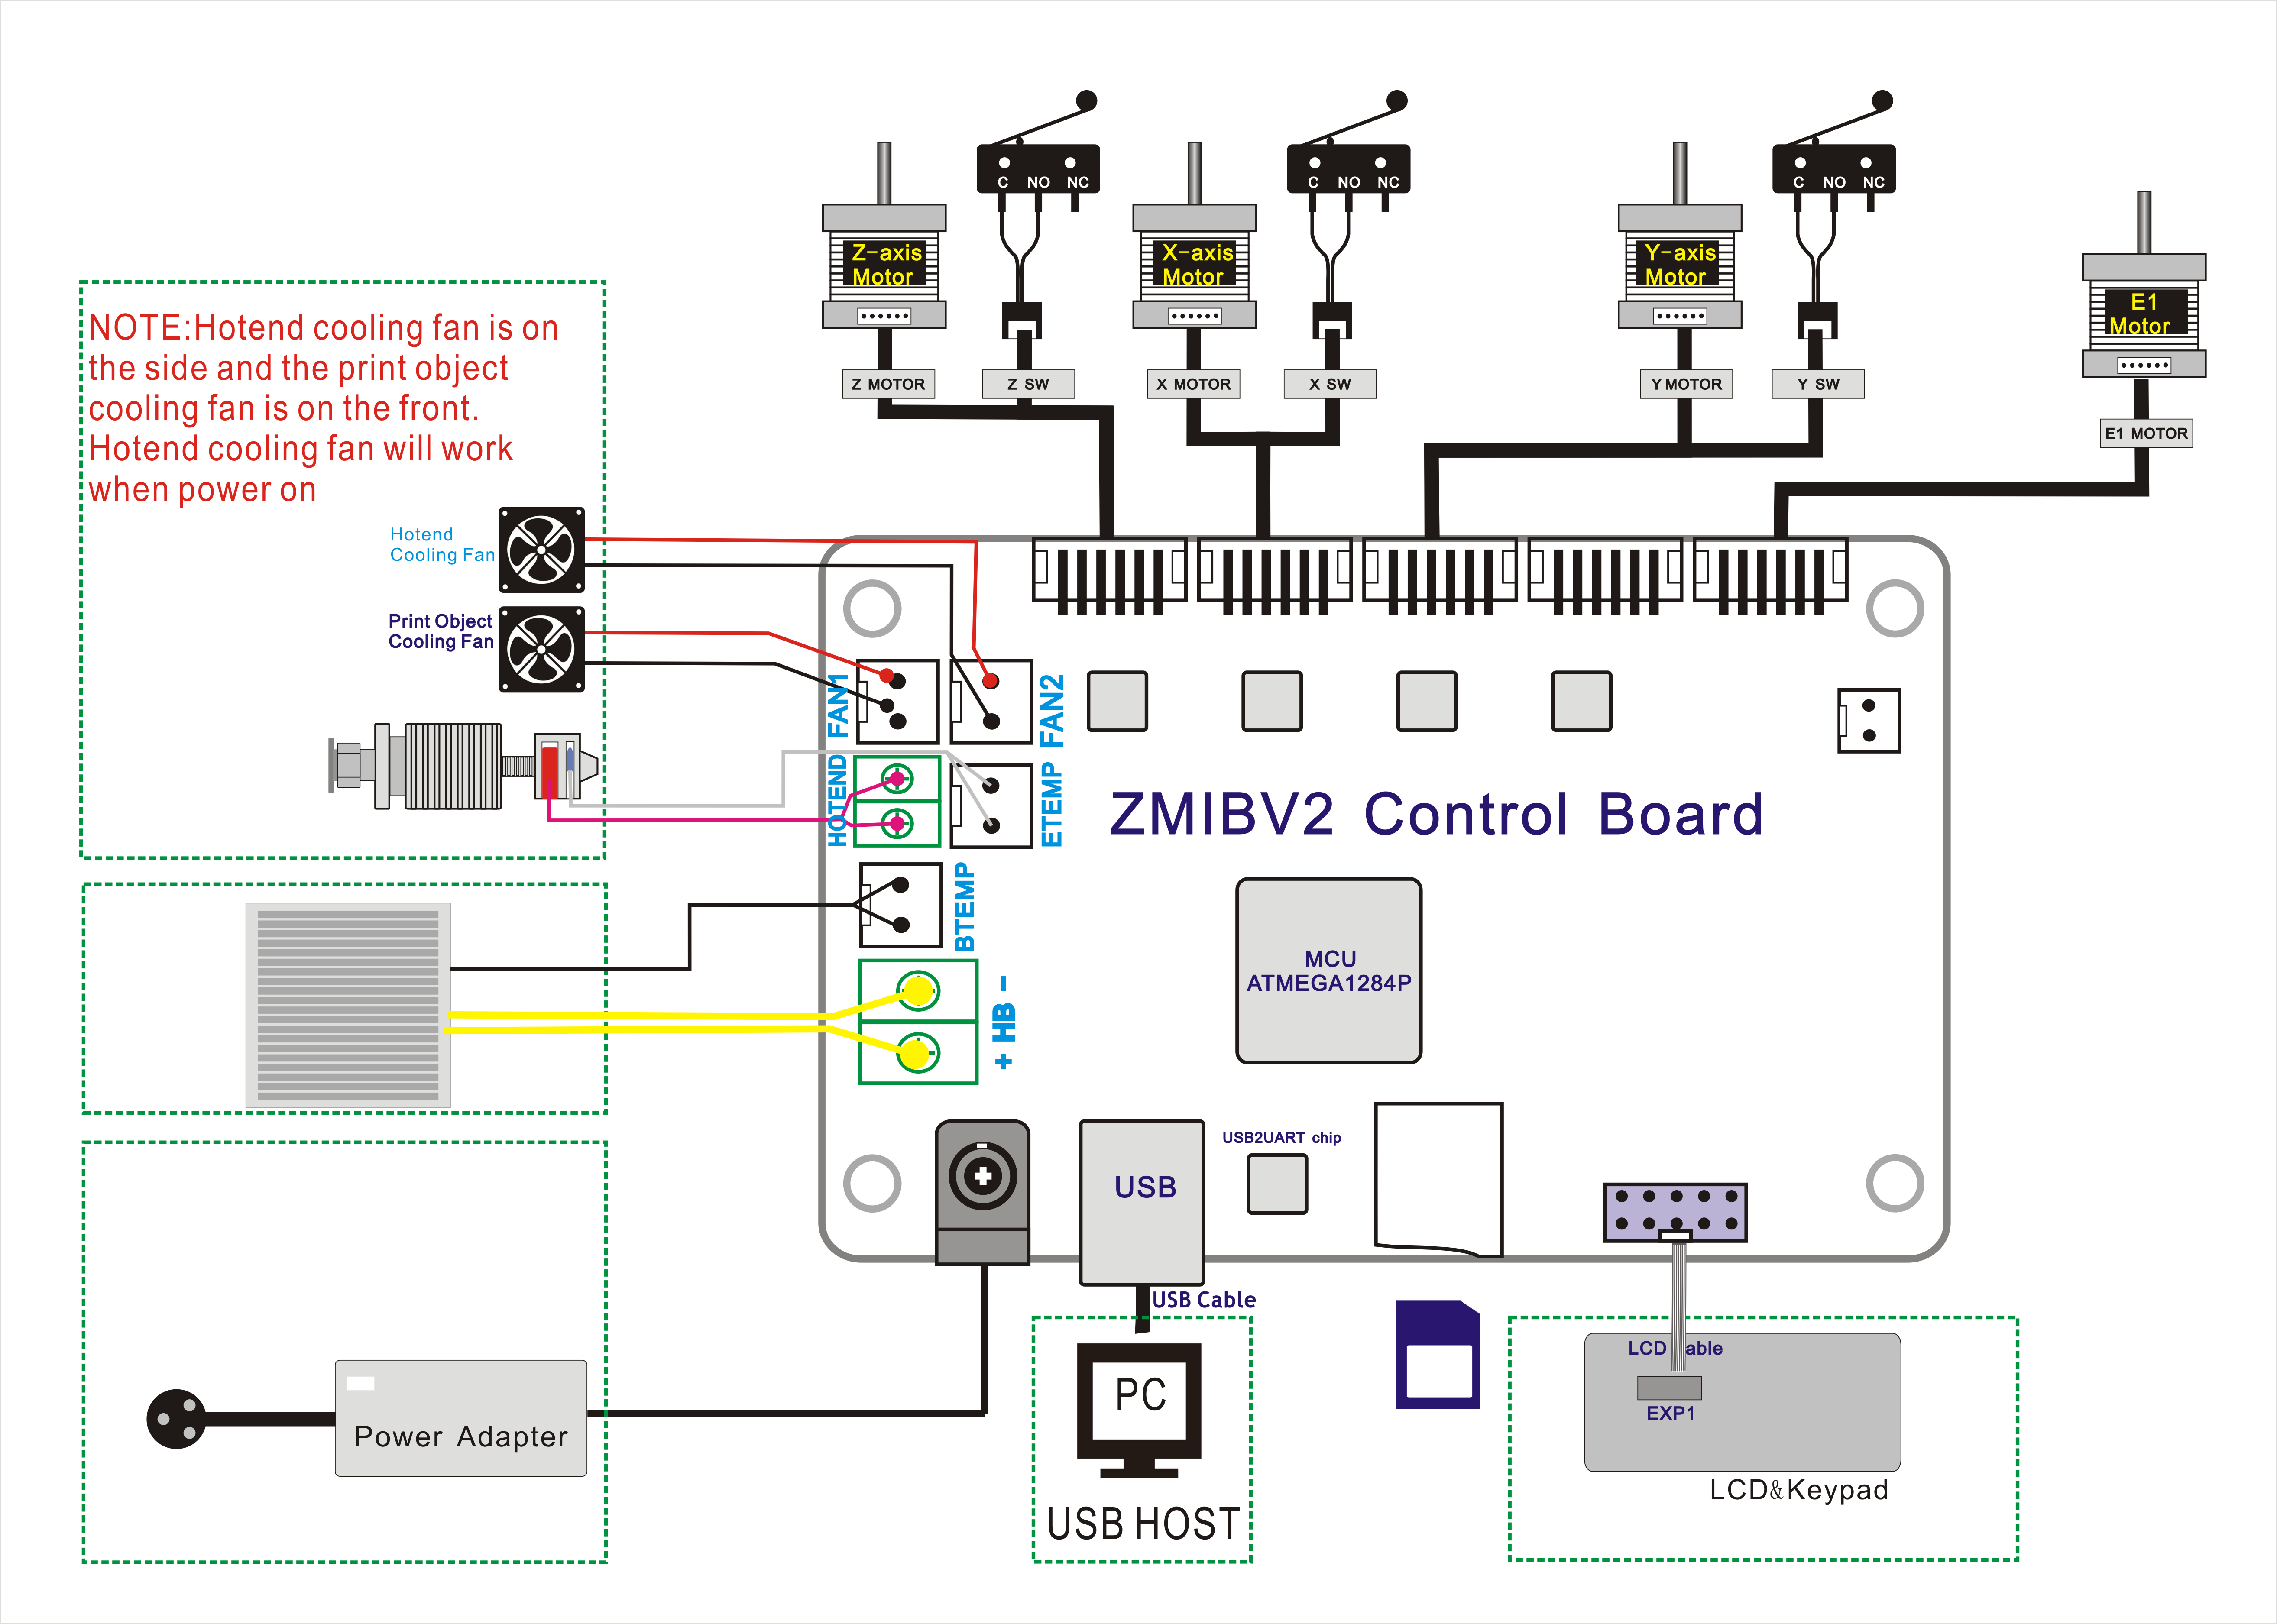 C NO NC
C NO NC
C NO NC
Z-axis
Motor
X-axis
Motor
Y-axis
Motor
E1
Motor
Z MOTOR
Z SW
X MOTOR
X SW
Y MOTOR
Y SW
E1 MOTOR
NOTE:Hotend cooling fan is on
the side and the print object
cooling fan is on the front.
Hotend cooling fan will work
when power on
Hotend
Cooling Fan
Print Object
Cooling Fan
FAN1
FAN2
HOTEND
ETEMP
ZMIBV2 Control Board
BTEMP
+ HB -
MCU
ATMEGA1284P
USB2UART chip
USB
USB Cable
PC
USB HOST
Power Adapter
LCD able
EXP1
LCD&Keypad